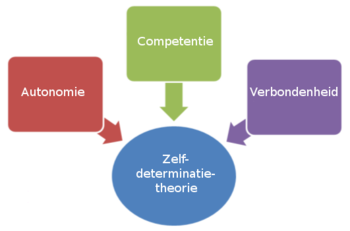 Competentie
Autonomie
Verbondenheid
Zelf-
determinatie-
theorie